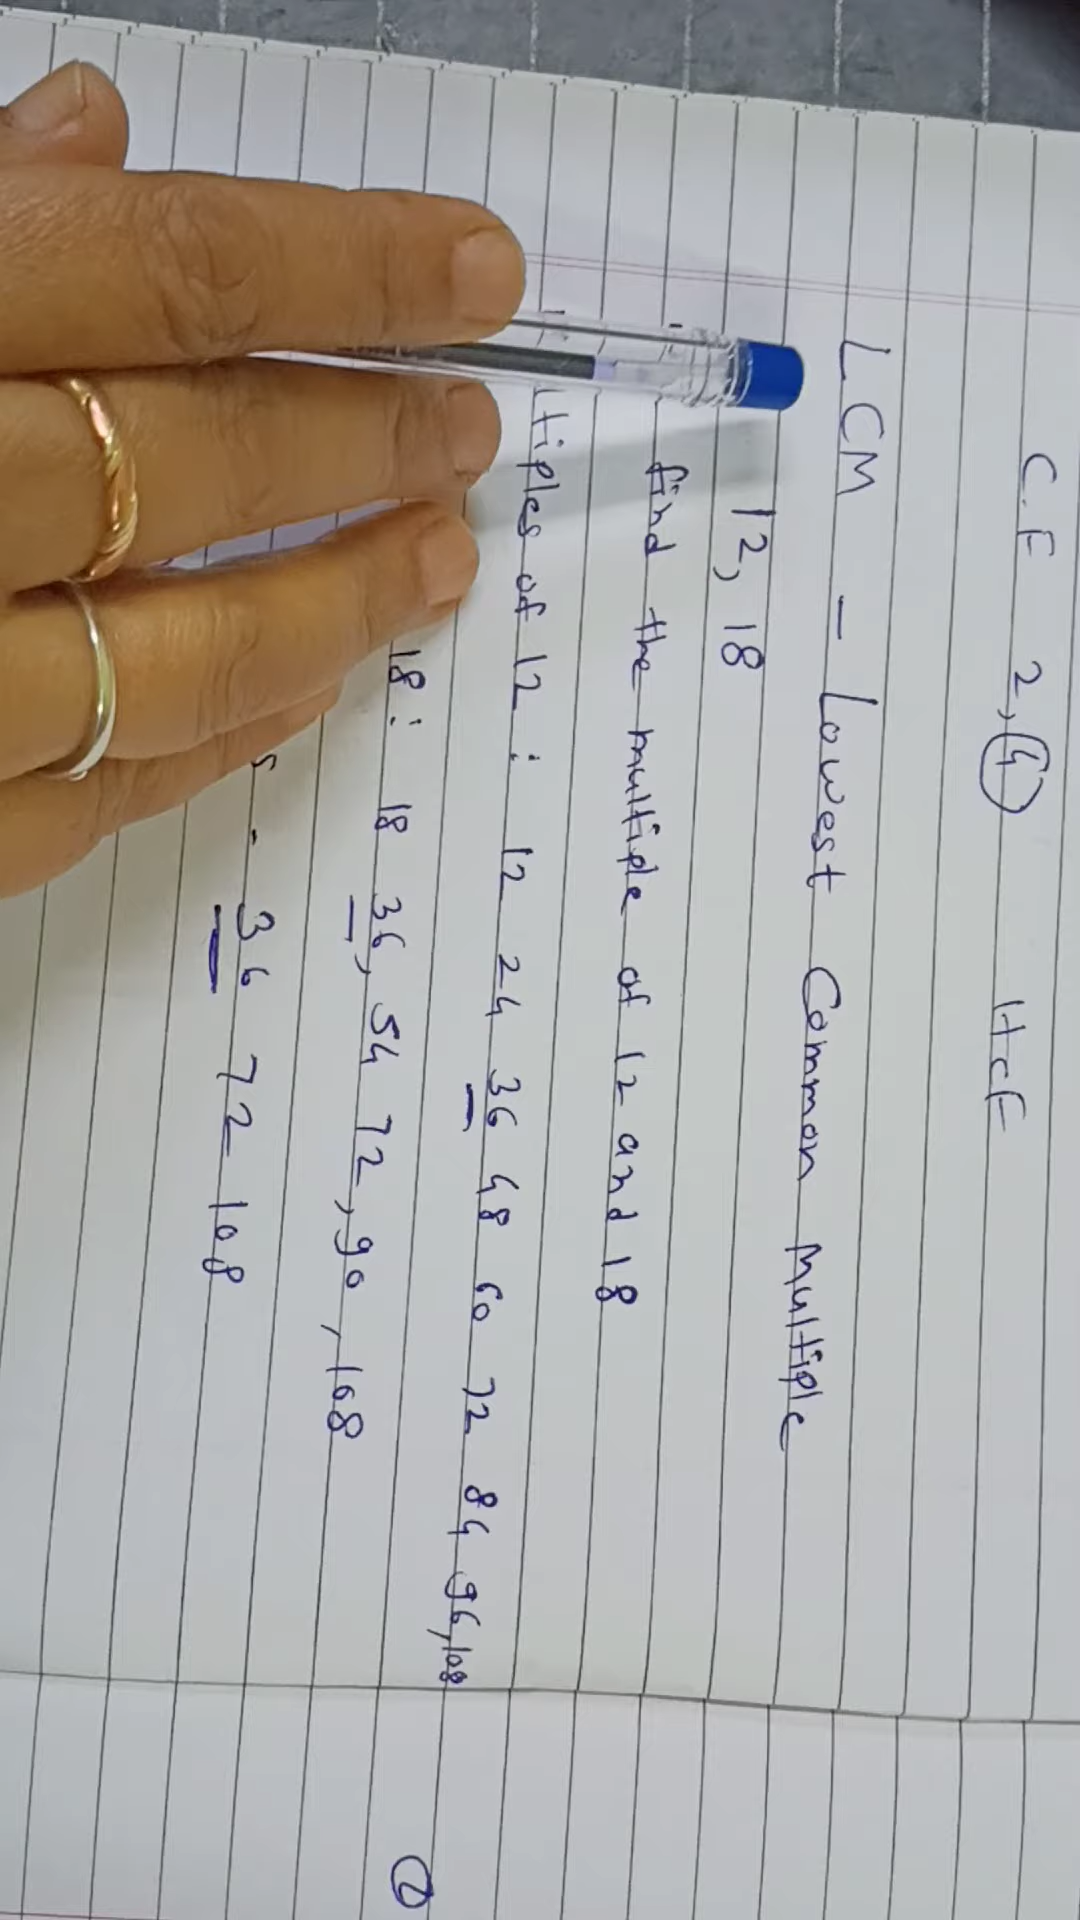 C.F 2, 4 HCF
LCM - Lowest Common Multiple
12, 18
find the multiple of 12 and 18
ltiples of 12 : 12 24 36 48 60 72 84 96, 108
18 : 18 36, 54 72, 90, 108
s - 36 72 108